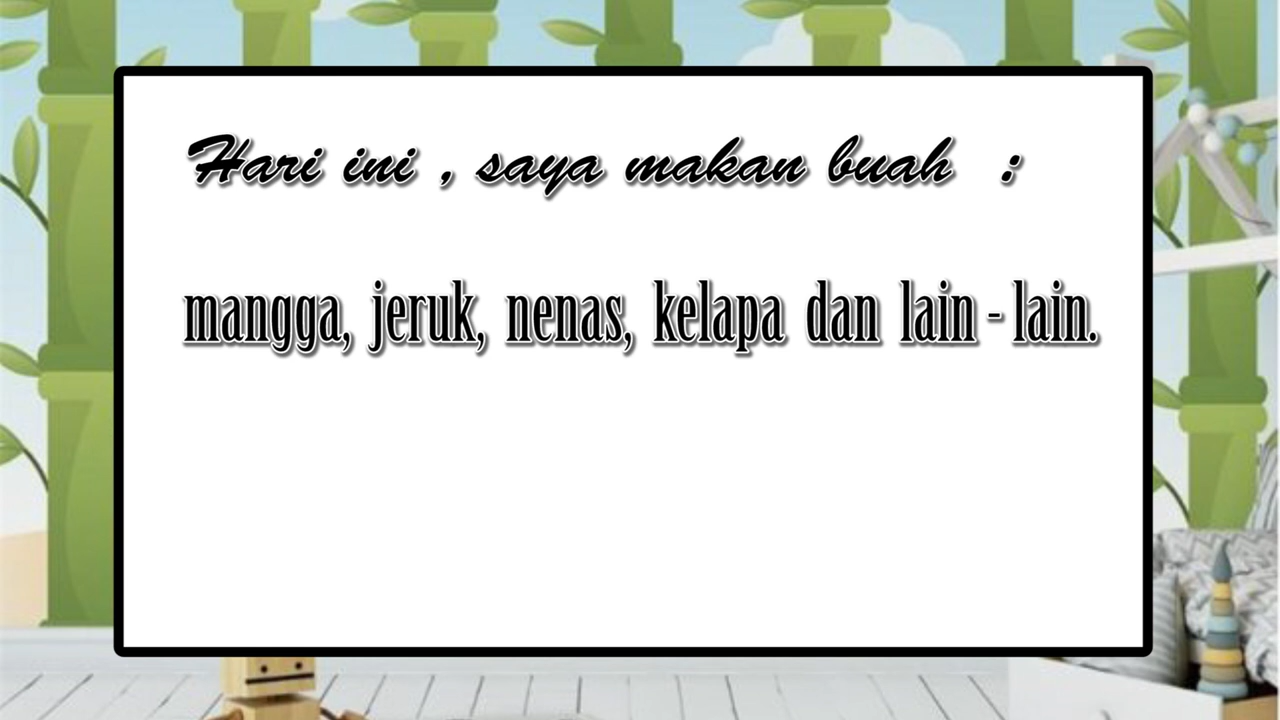 Hari ini , saya makan buah :
mangga, jeruk, nenas, kelapa dan lain - lain.